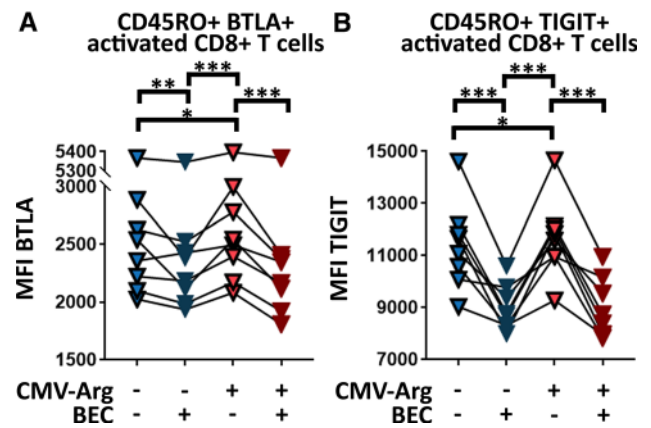 A
CD45RO+ BTLA+
activated CD8+ T cells
**
***
***
*
MFI BTLA
5400
5300
3000
2500
2000
1500
CMV-Arg - - + +
BEC - + - +
B
CD45RO+ TIGIT+
activated CD8+ T cells
***
***
***
*
MFI TIGIT
15000
13000
11000
9000
7000
CMV-Arg - - + +
BEC - + - +